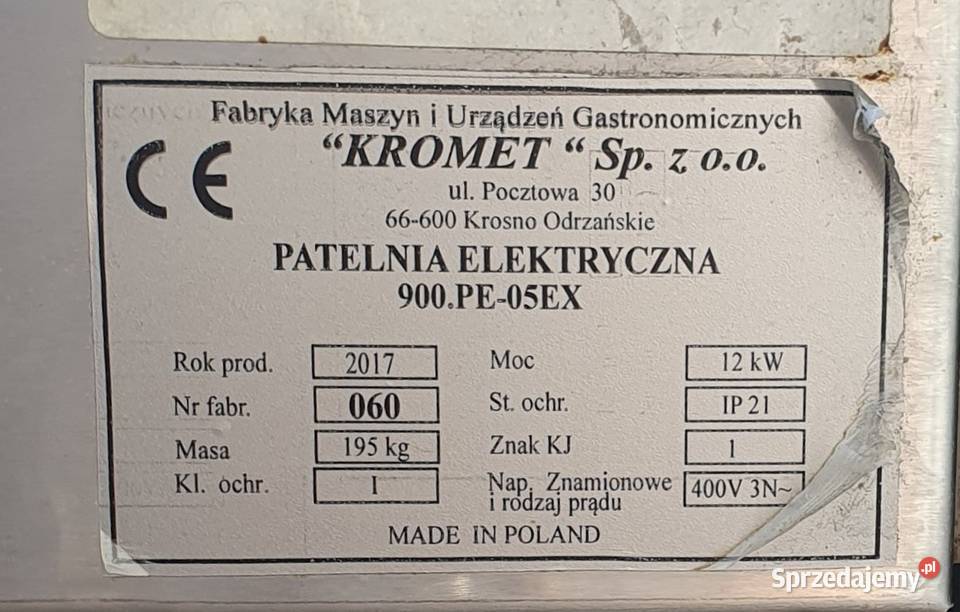 Fabryka Maszyn i Urządzeń Gastronomicznych
CE
"KROMET " Sp. z o.o.
ul. Pocztowa 30
66-600 Krosno Odrzańskie
PATELNIA ELEKTRYCZNA
900.PE-05EX
Rok prod. 2017 Moc 12 kW
Nr fabr. 060 St. ochr. IP 21
Masa 195 kg Znak KJ 1
Kl. ochr. I Nap. Znamionowe i rodzaj prądu 400V 3N~
MADE IN POLAND
Sprzedajemy.pl